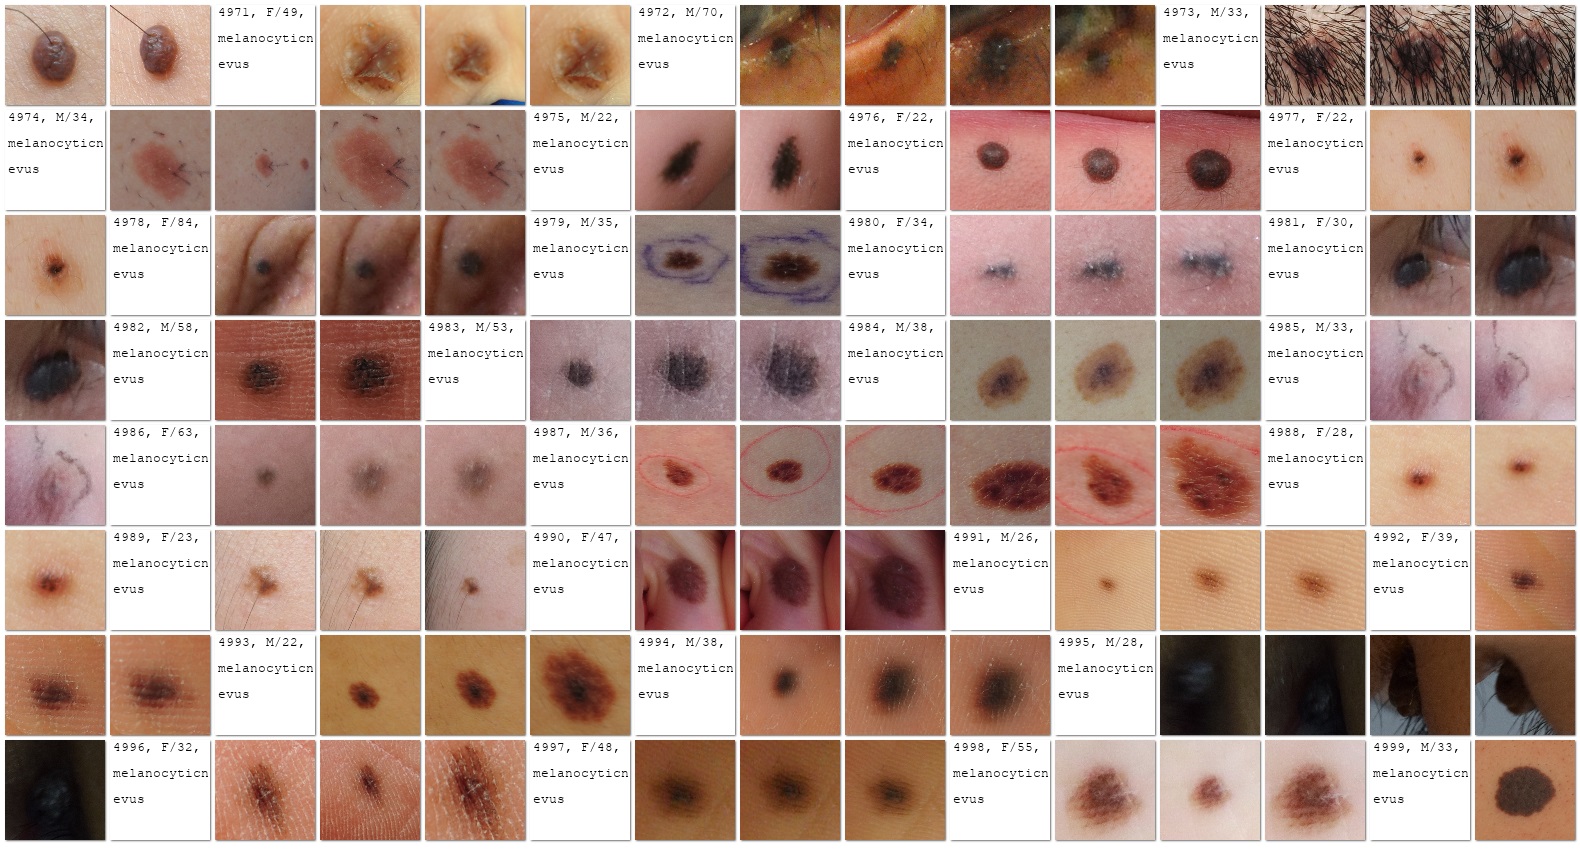 4971, F/49,
melanocyticn
evus
4972, M/70,
melanocyticn
evus
4973, M/33,
melanocyticn
evus
4974, M/34,
melanocyticn
evus
4975, M/22,
melanocyticn
evus
4976, F/22,
melanocyticn
evus
4977, F/22,
melanocyticn
evus
4978, F/84,
melanocyticn
evus
4979, M/35,
melanocyticn
evus
4980, F/34,
melanocyticn
evus
4981, F/30,
melanocyticn
evus
4982, M/58,
melanocyticn
evus
4983, M/53,
melanocyticn
evus
4984, M/38,
melanocyticn
evus
4985, M/33,
melanocyticn
evus
4986, F/63,
melanocyticn
evus
4987, M/36,
melanocyticn
evus
4988, F/28,
melanocyticn
evus
4989, F/23,
melanocyticn
evus
4990, F/47,
melanocyticn
evus
4991, M/26,
melanocyticn
evus
4992, F/39,
melanocyticn
evus
4993, M/22,
melanocyticn
evus
4994, M/38,
melanocyticn
evus
4995, M/28,
melanocyticn
evus
4996, F/32,
melanocyticn
evus
4997, F/48,
melanocyticn
evus
4998, F/55,
melanocyticn
evus
4999, M/33,
melanocyticn
evus